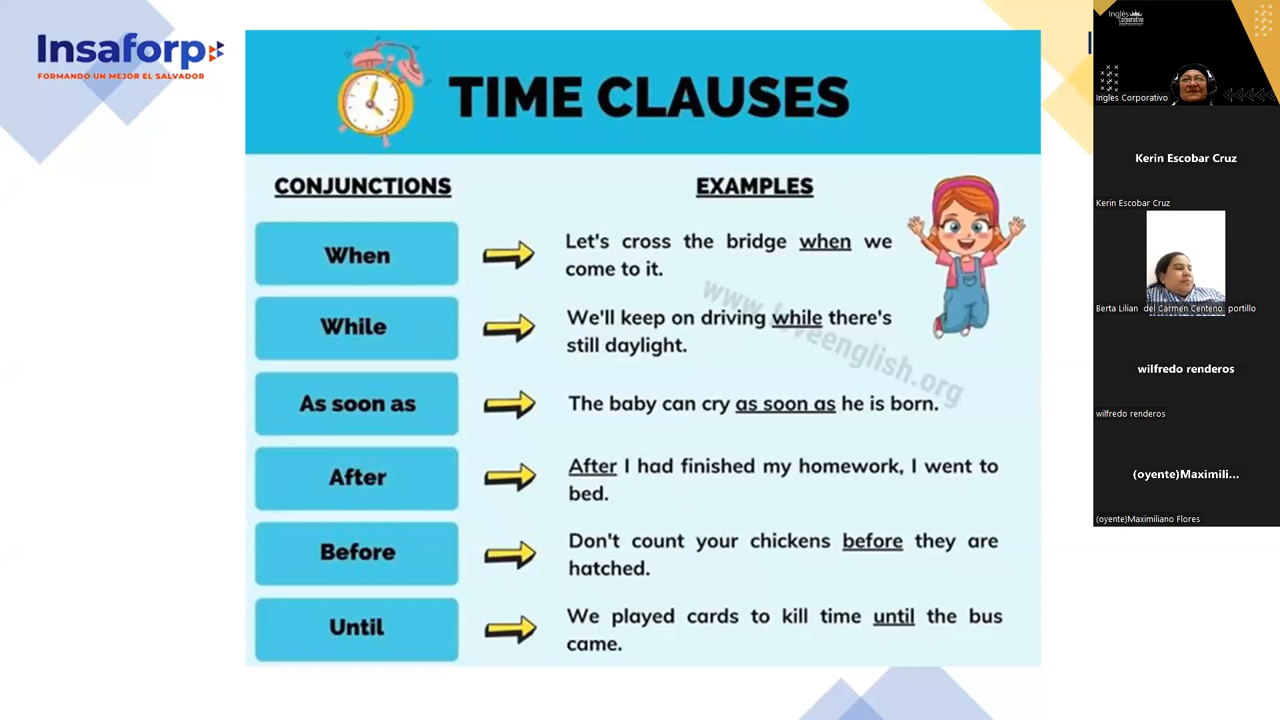 Insaforp
FORMANDO UN MEJOR EL SALVADOR
TIME CLAUSES
CONJUNCTIONS
EXAMPLES
When
Let's cross the bridge when we
come to it.
While
We'll keep on driving while there's
still daylight.
As soon as
The baby can cry as soon as he is born.
After
After I had finished my homework, I went to
bed.
Before
Don't count your chickens before they are
hatched.
Until
We played cards to kill time until the bus
came.
www.loveenglish.org
Inglés
Corporativo
Ingles Corporativo
Kerin Escobar Cruz
Kerin Escobar Cruz
Berta Lilian del Carmen Centeno portillo
wilfredo renderos
wilfredo renderos
(oyente)Maximili...
(oyente)Maximiliano Flores